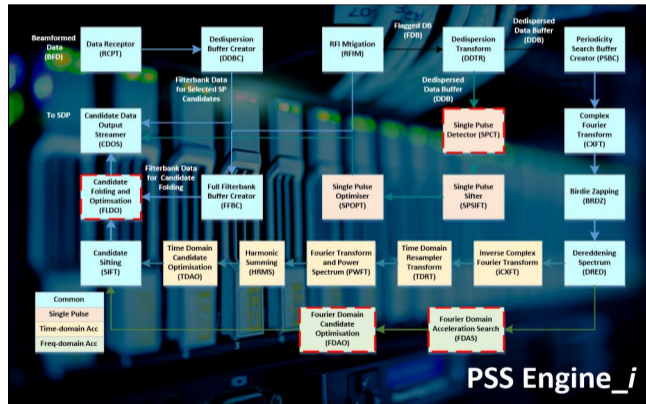 Beamformed
Data
(BFD)
Data Receptor
(RCPT)
Dedispersion
Buffer Creator
(DDBC)
RFI Mitigation
(RFIM)
Flagged DB
(FDB)
Dedispersion
Transform
(DDTR)
Dedispersed
Data Buffer
(DDB)
Periodicity
Search Buffer
Creator (PSBC)
Filterbank Data
for Selected SP
Candidates
Dedispersed
Data Buffer
(DDB)
To SDP
Candidate Data
Output
Streamer
(CDOS)
Single Pulse
Detector (SPCT)
Complex
Fourier
Transform
(CXFT)
Filterbank Data
for Candidate
Folding
Candidate
Folding and
Optimisation
(FLDO)
Full Filterbank
Buffer Creator
(FFBC)
Single Pulse
Optimiser
(SPOPT)
Single Pulse
Sifter
(SPSIFT)
Birdie Zapping
(BRDZ)
Candidate
Sifting
(SIFT)
Time Domain
Candidate
Optimisation
(TDAO)
Harmonic
Summing
(HRMS)
Fourier Transform
and Power
Spectrum (PWFT)
Time Domain
Resampler
Transform
(TDRT)
Inverse Complex
Fourier Transform
(iCXFT)
Dereddening
Spectrum
(DRED)
Common
Single Pulse
Time-domain Acc
Freq-domain Acc
Fourier Domain
Candidate
Optimisation
(FDAO)
Fourier Domain
Acceleration Search
(FDAS)
PSS Engine_i